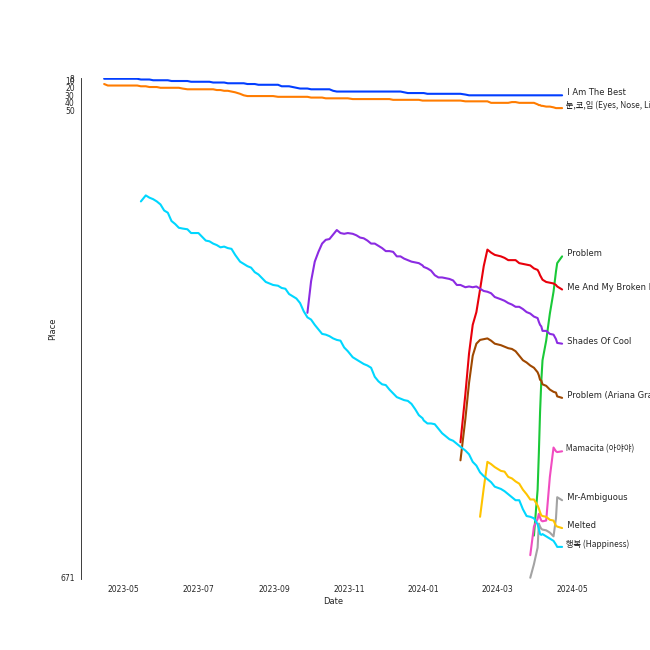 10
20
30
40
50
671
Place
I Am The Best
눈,코,입 (Eyes, Nose, Li
Problem
Me And My Broken
Shades Of Cool
Problem (Ariana Gra
Mamacita (아야야)
Mr-Ambiguous
Melted
행복 (Happiness)
2023-05
2023-07
2023-09
2023-11
2024-01
2024-03
2024-05
Date